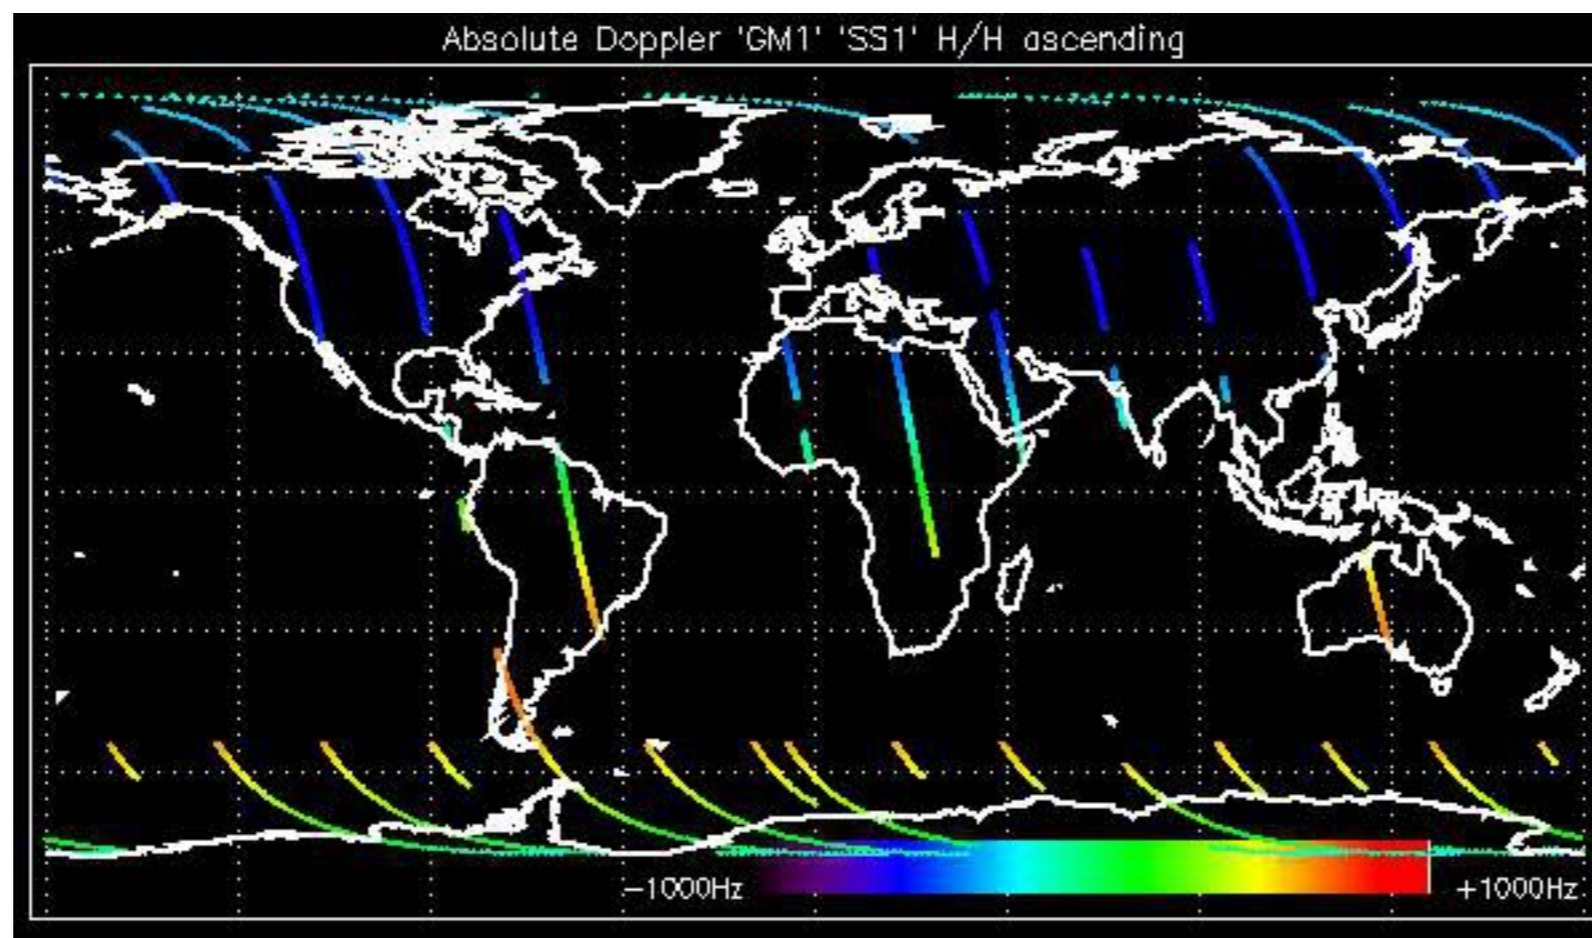 Absolute Doppler 'GM1' 'SS1' H/H ascending
−1000Hz
+1000Hz